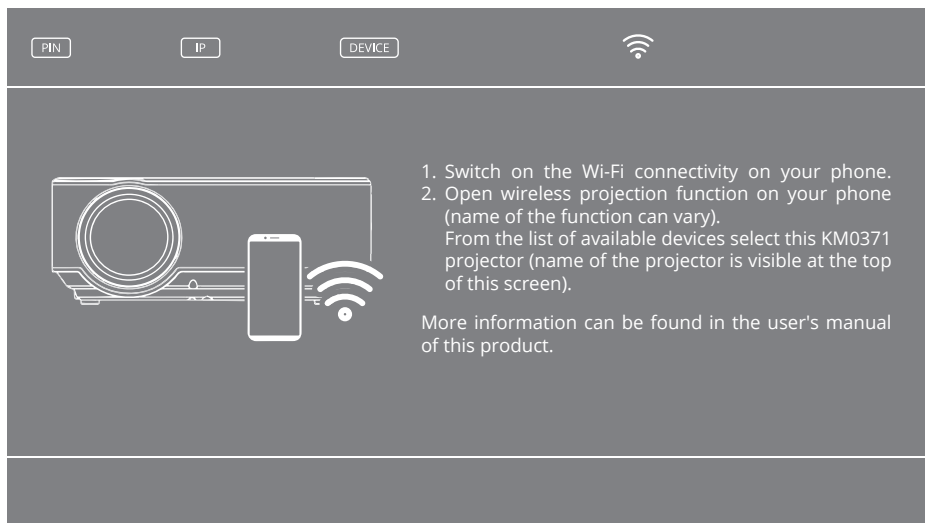 PIN IP DEVICE
1. Switch on the Wi-Fi connectivity on your phone.
2. Open wireless projection function on your phone
(name of the function can vary).
From the list of available devices select this KM0371
projector (name of the projector is visible at the top
of this screen).
More information can be found in the user's manual
of this product.